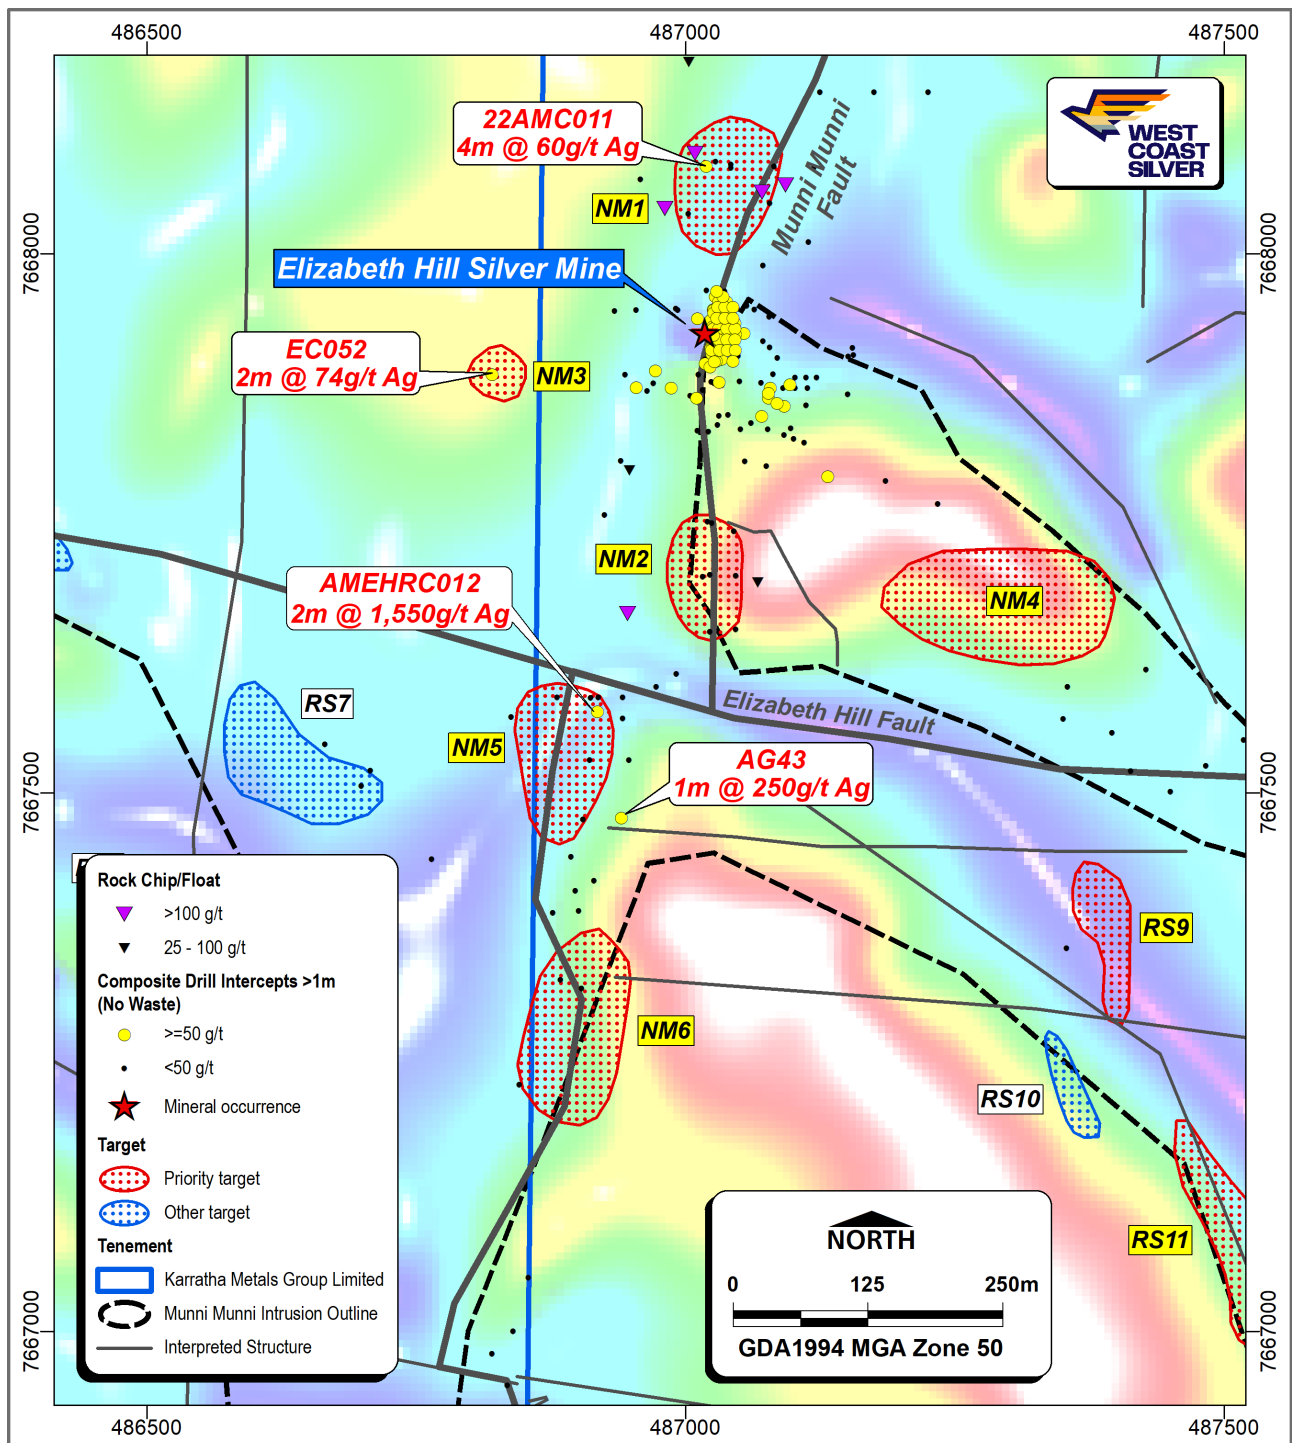 486500
487000
487500
WEST
COAST
SILVER
22AMC011
4m @ 60g/t Ag
Munni Munni
Fault
NM1
7668000
7668000
Elizabeth Hill Silver Mine
EC052
2m @ 74g/t Ag
NM3
NM2
AMEHRC012
2m @ 1,550g/t Ag
NM4
RS7
Elizabeth Hill Fault
NM5
AG43
1m @ 250g/t Ag
7667500
7667500
Rock Chip/Float
>100 g/t
25 - 100 g/t
Composite Drill Intercepts >1m
(No Waste)
>=50 g/t
<50 g/t
Mineral occurrence
Target
Priority target
Other target
Tenement
Karratha Metals Group Limited
Munni Munni Intrusion Outline
Interpreted Structure
RS9
NM6
RS10
RS11
NORTH
0
125
250m
GDA1994 MGA Zone 50
7667000
7667000
486500
487000
487500